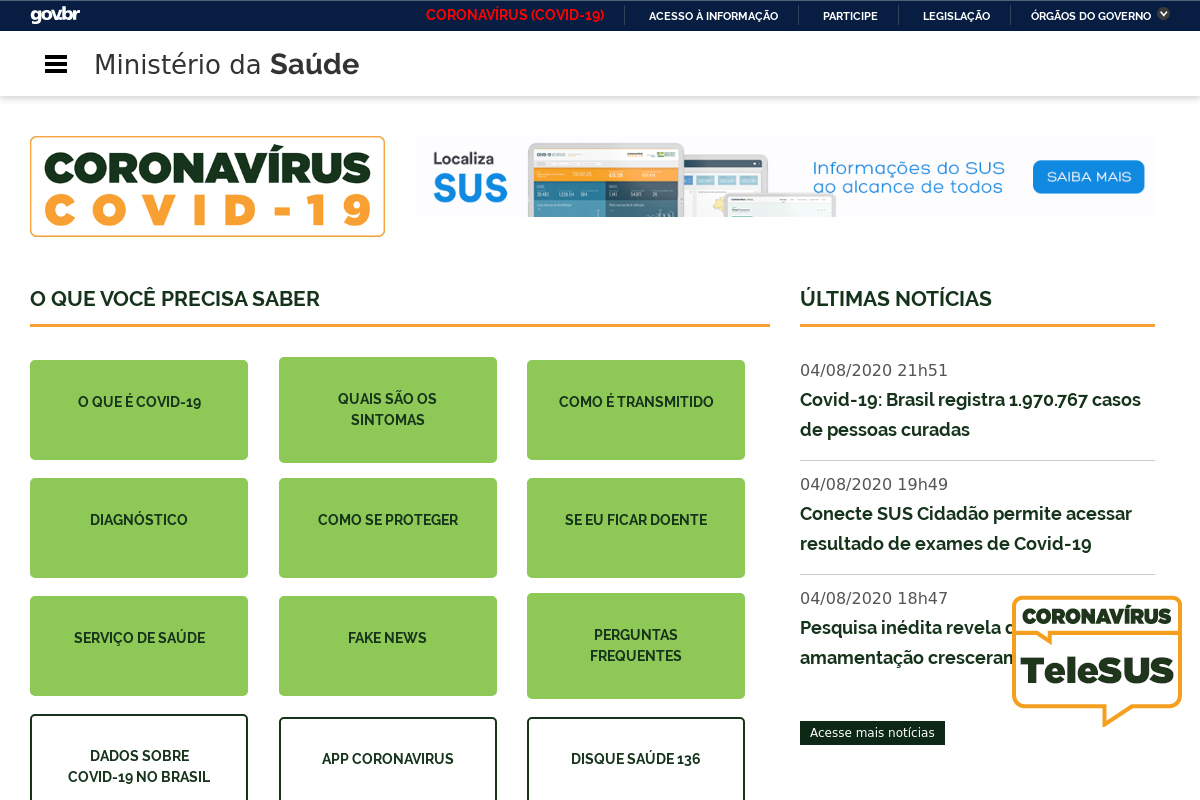 gov.br
CORONAVÍRUS (COVID-19)
ACESSO À INFORMAÇÃO
PARTICIPE
LEGISLAÇÃO
ÓRGÃOS DO GOVERNO
Ministério da Saúde
CORONAVÍRUS
COVID-19
Localiza
SUS
Informações do SUS
ao alcance de todos
SAIBA MAIS
O QUE VOCÊ PRECISA SABER
O QUE É COVID-19
QUAIS SÃO OS
SINTOMAS
COMO É TRANSMITIDO
DIAGNÓSTICO
COMO SE PROTEGER
SE EU FICAR DOENTE
SERVIÇO DE SAÚDE
FAKE NEWS
PERGUNTAS
FREQUENTES
DADOS SOBRE
COVID-19 NO BRASIL
APP CORONAVIRUS
DISQUE SAÚDE 136
ÚLTIMAS NOTÍCIAS
04/08/2020 21h51
Covid-19: Brasil registra 1.970.767 casos
de pessoas curadas
04/08/2020 19h49
Conecte SUS Cidadão permite acessar
resultado de exames de Covid-19
04/08/2020 18h47
Pesquisa inédita revela
amamentação cresceram
Acesse mais notícias
CORONAVÍRUS
TeleSUS